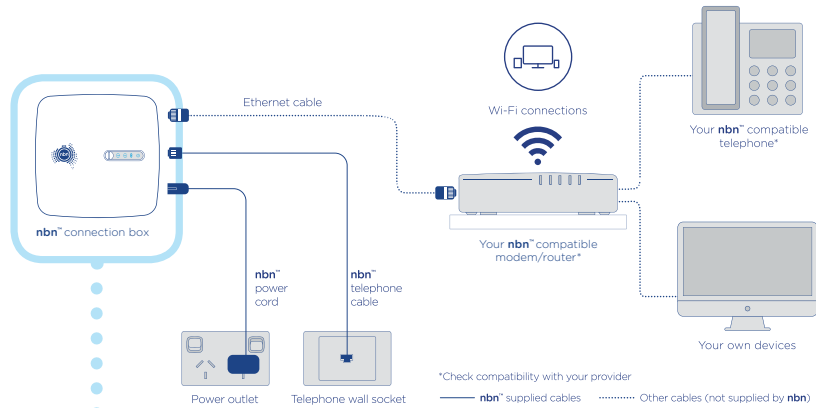 Ethernet cable
Wi-Fi connections
Your nbn™ compatible
telephone*
nbn
nbn™ connection box
Your nbn™ compatible
modem/router*
nbn™
power
cord
nbn™
telephone
cable
Your own devices
*Check compatibility with your provider
Power outlet
Telephone wall socket
nbn™ supplied cables
Other cables (not supplied by nbn)